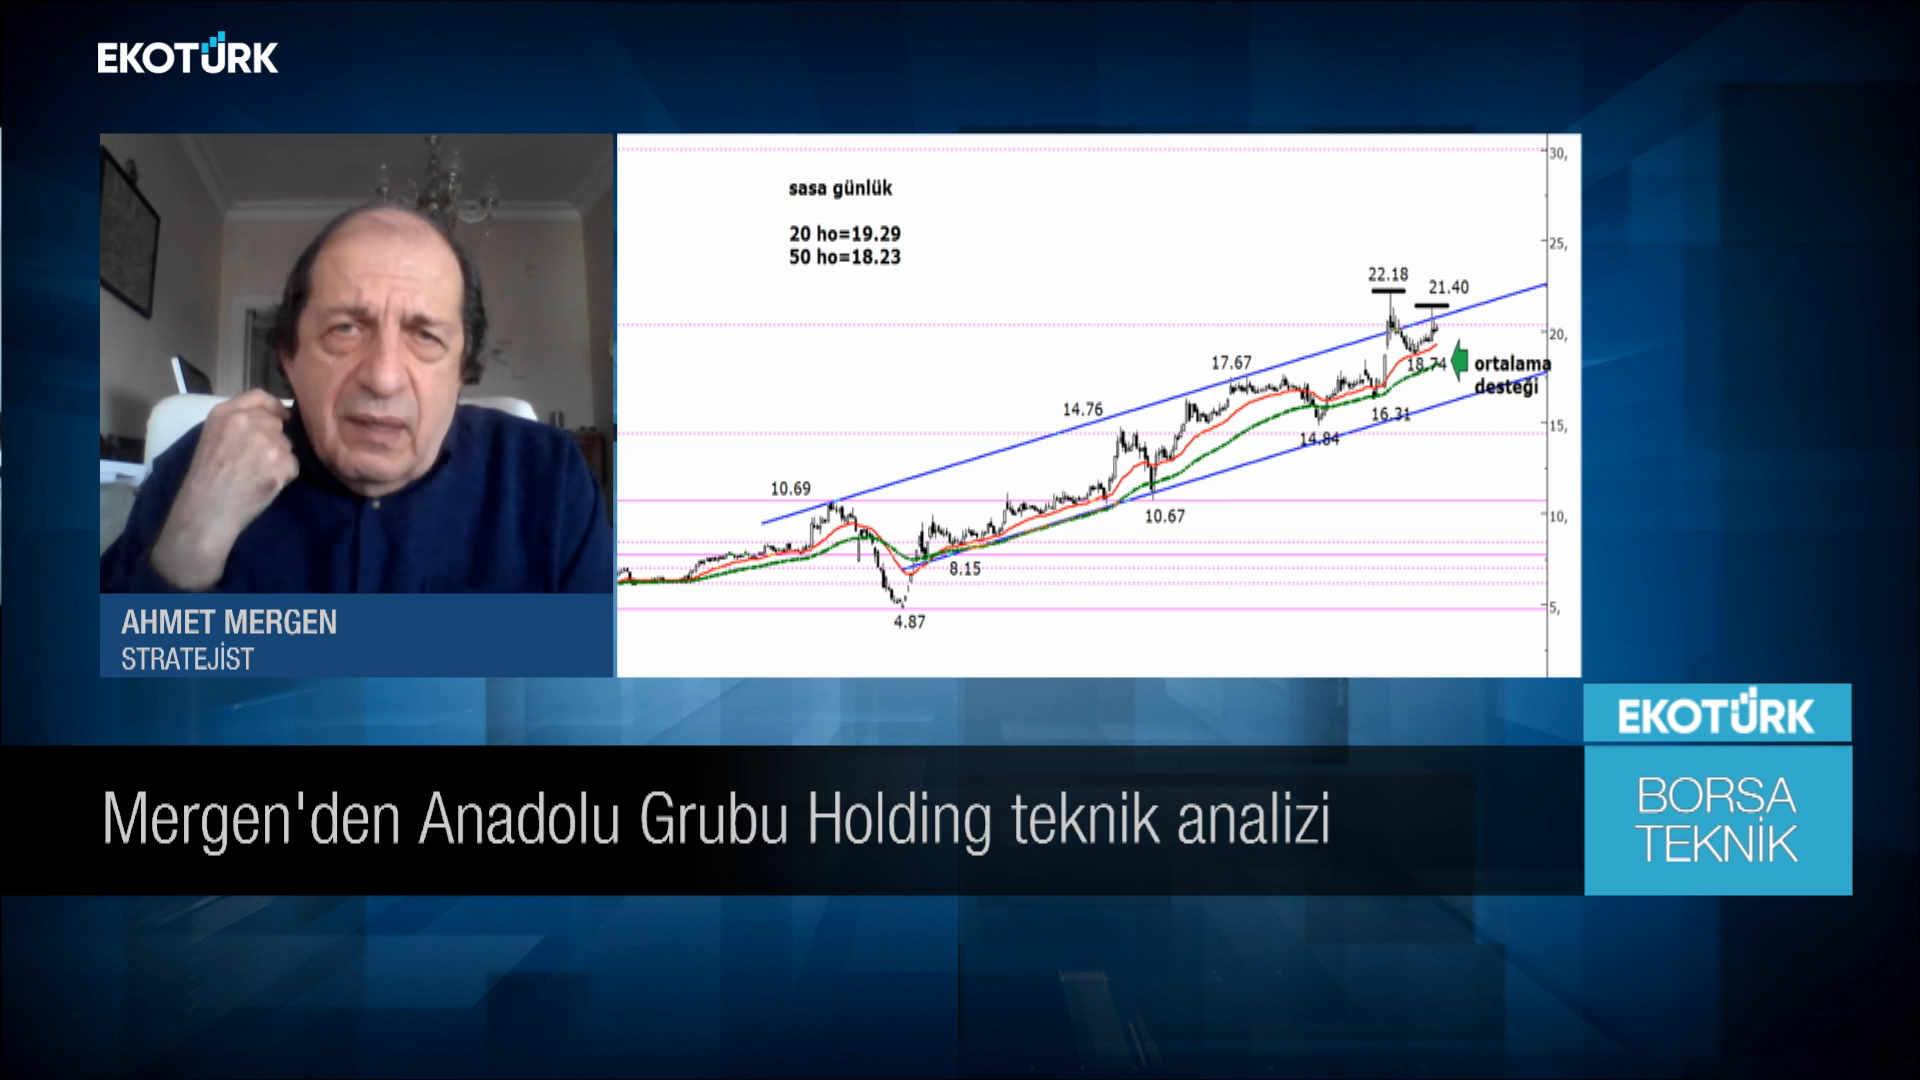 EKOTÜRK
sasa günlük
20 ho=19.29
50 ho=18.23
30,
25,
20,
15,
10,
5,
22.18
21.40
17.67
18.74
ortalama
desteği
14.76
16.31
14.84
10.69
10.67
8.15
4.87
AHMET MERGEN
STRATEJİST
EKOTÜRK
Mergen'den Anadolu Grubu Holding teknik analizi
BORSA
TEKNİK